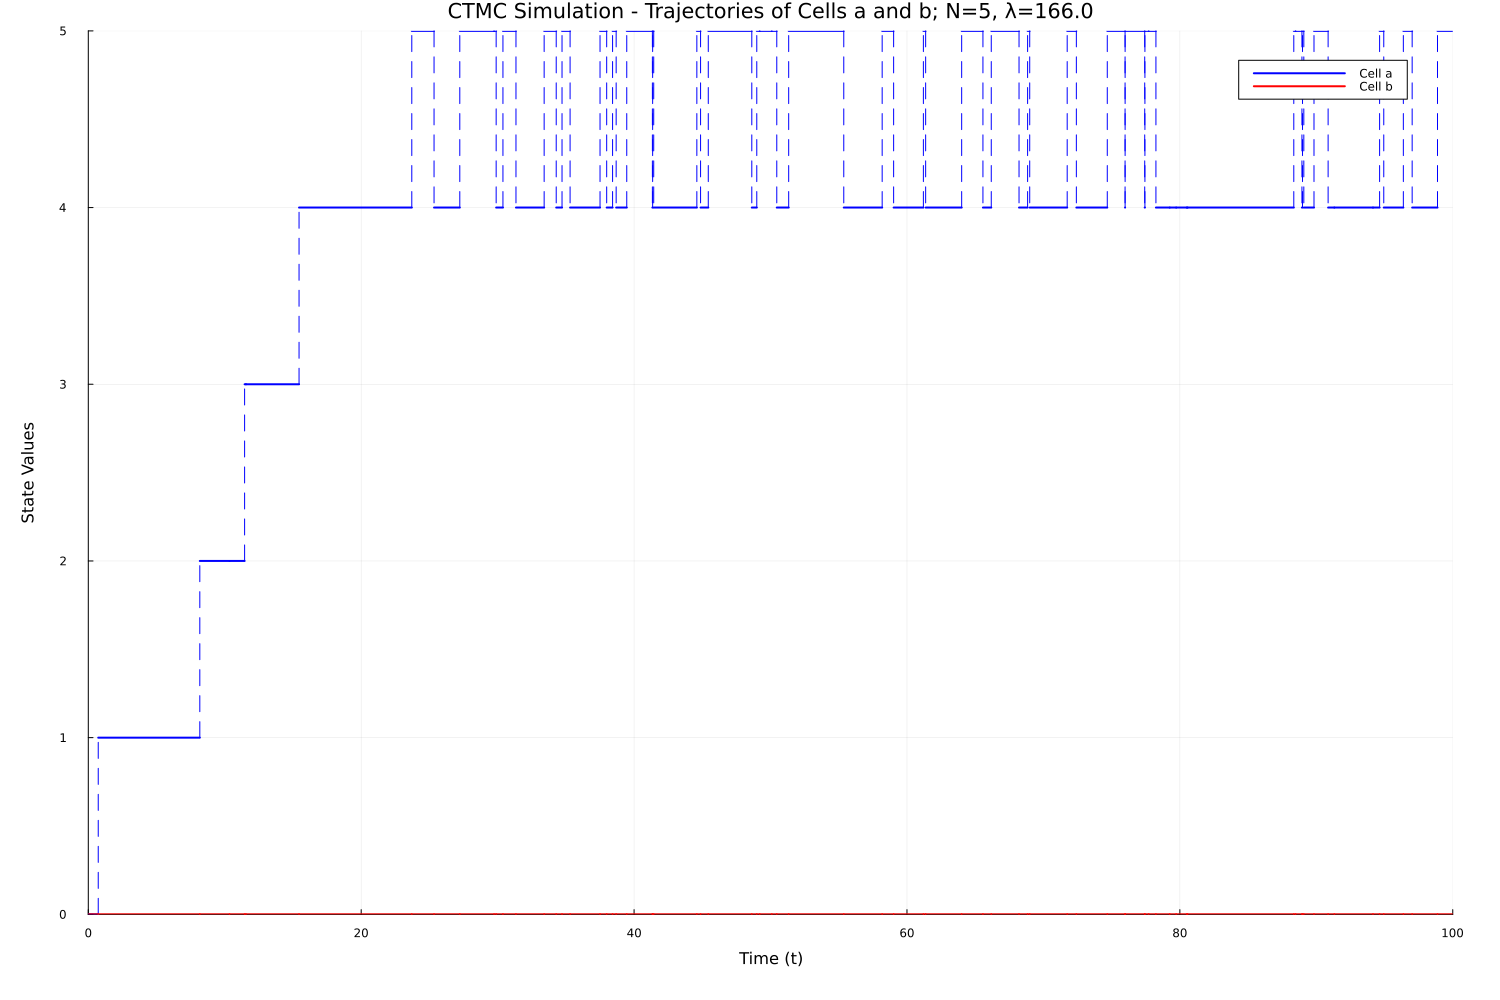 CTMC Simulation - Trajectories of Cells a and b; N=5, λ=166.0
5
Cell a
Cell b
4
3
State Values
2
1
0
0 20 40 60 80 100
Time (t)